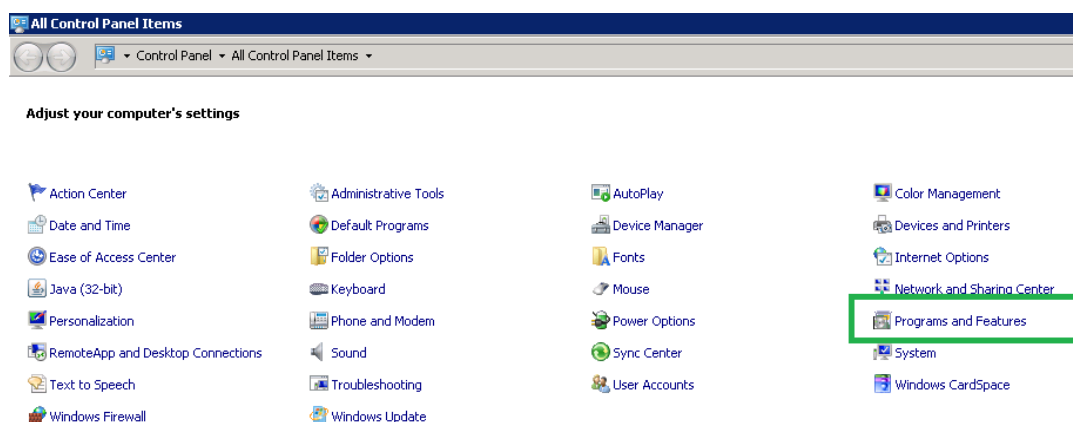 All Control Panel Items
Control Panel All Control Panel Items
Adjust your computer's settings
Action Center Administrative Tools AutoPlay Color Management
Date and Time Default Programs Device Manager Devices and Printers
Ease of Access Center Folder Options Fonts Internet Options
Java (32-bit) Keyboard Mouse Network and Sharing Center
Personalization Phone and Modem Power Options Programs and Features
RemoteApp and Desktop Connections Sound Sync Center System
Text to Speech Troubleshooting User Accounts Windows CardSpace
Windows Firewall Windows Update